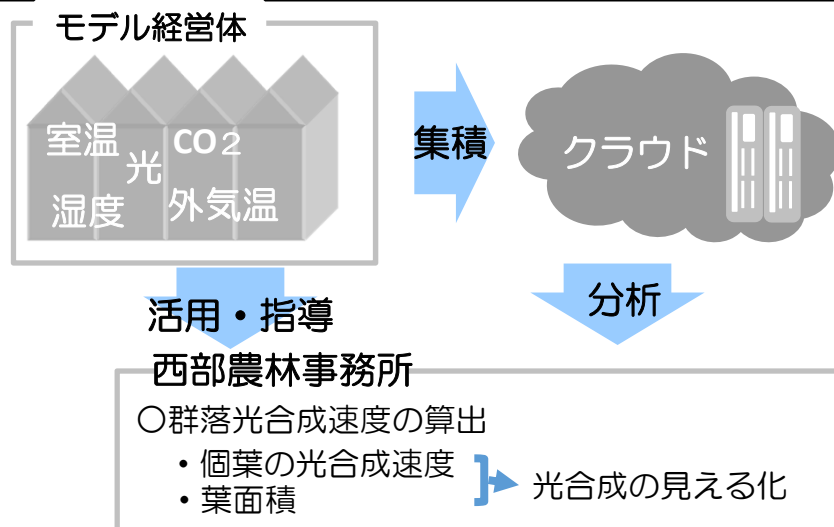 モデル経営体
室温
光
CO2
湿度
外気温
集積
クラウド
活用・指導
分析
西部農林事務所
〇群落光合成速度の算出
・個葉の光合成速度
・葉面積
光合成の見える化